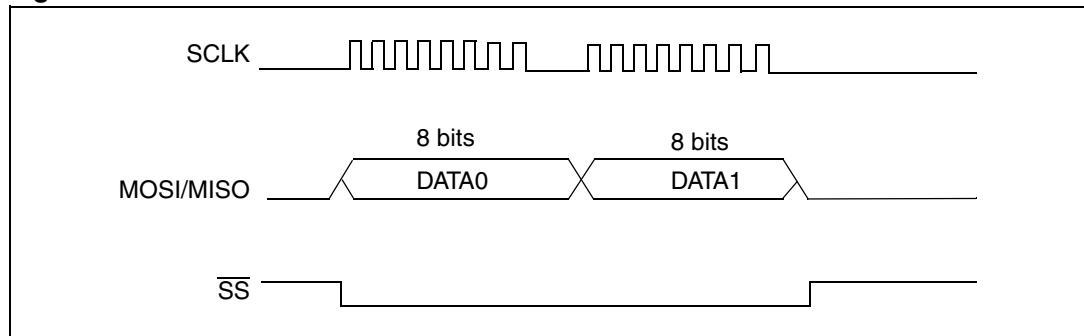 SCLK
8 bits 8 bits
MOSI/MISO DATA0 DATA1
SS